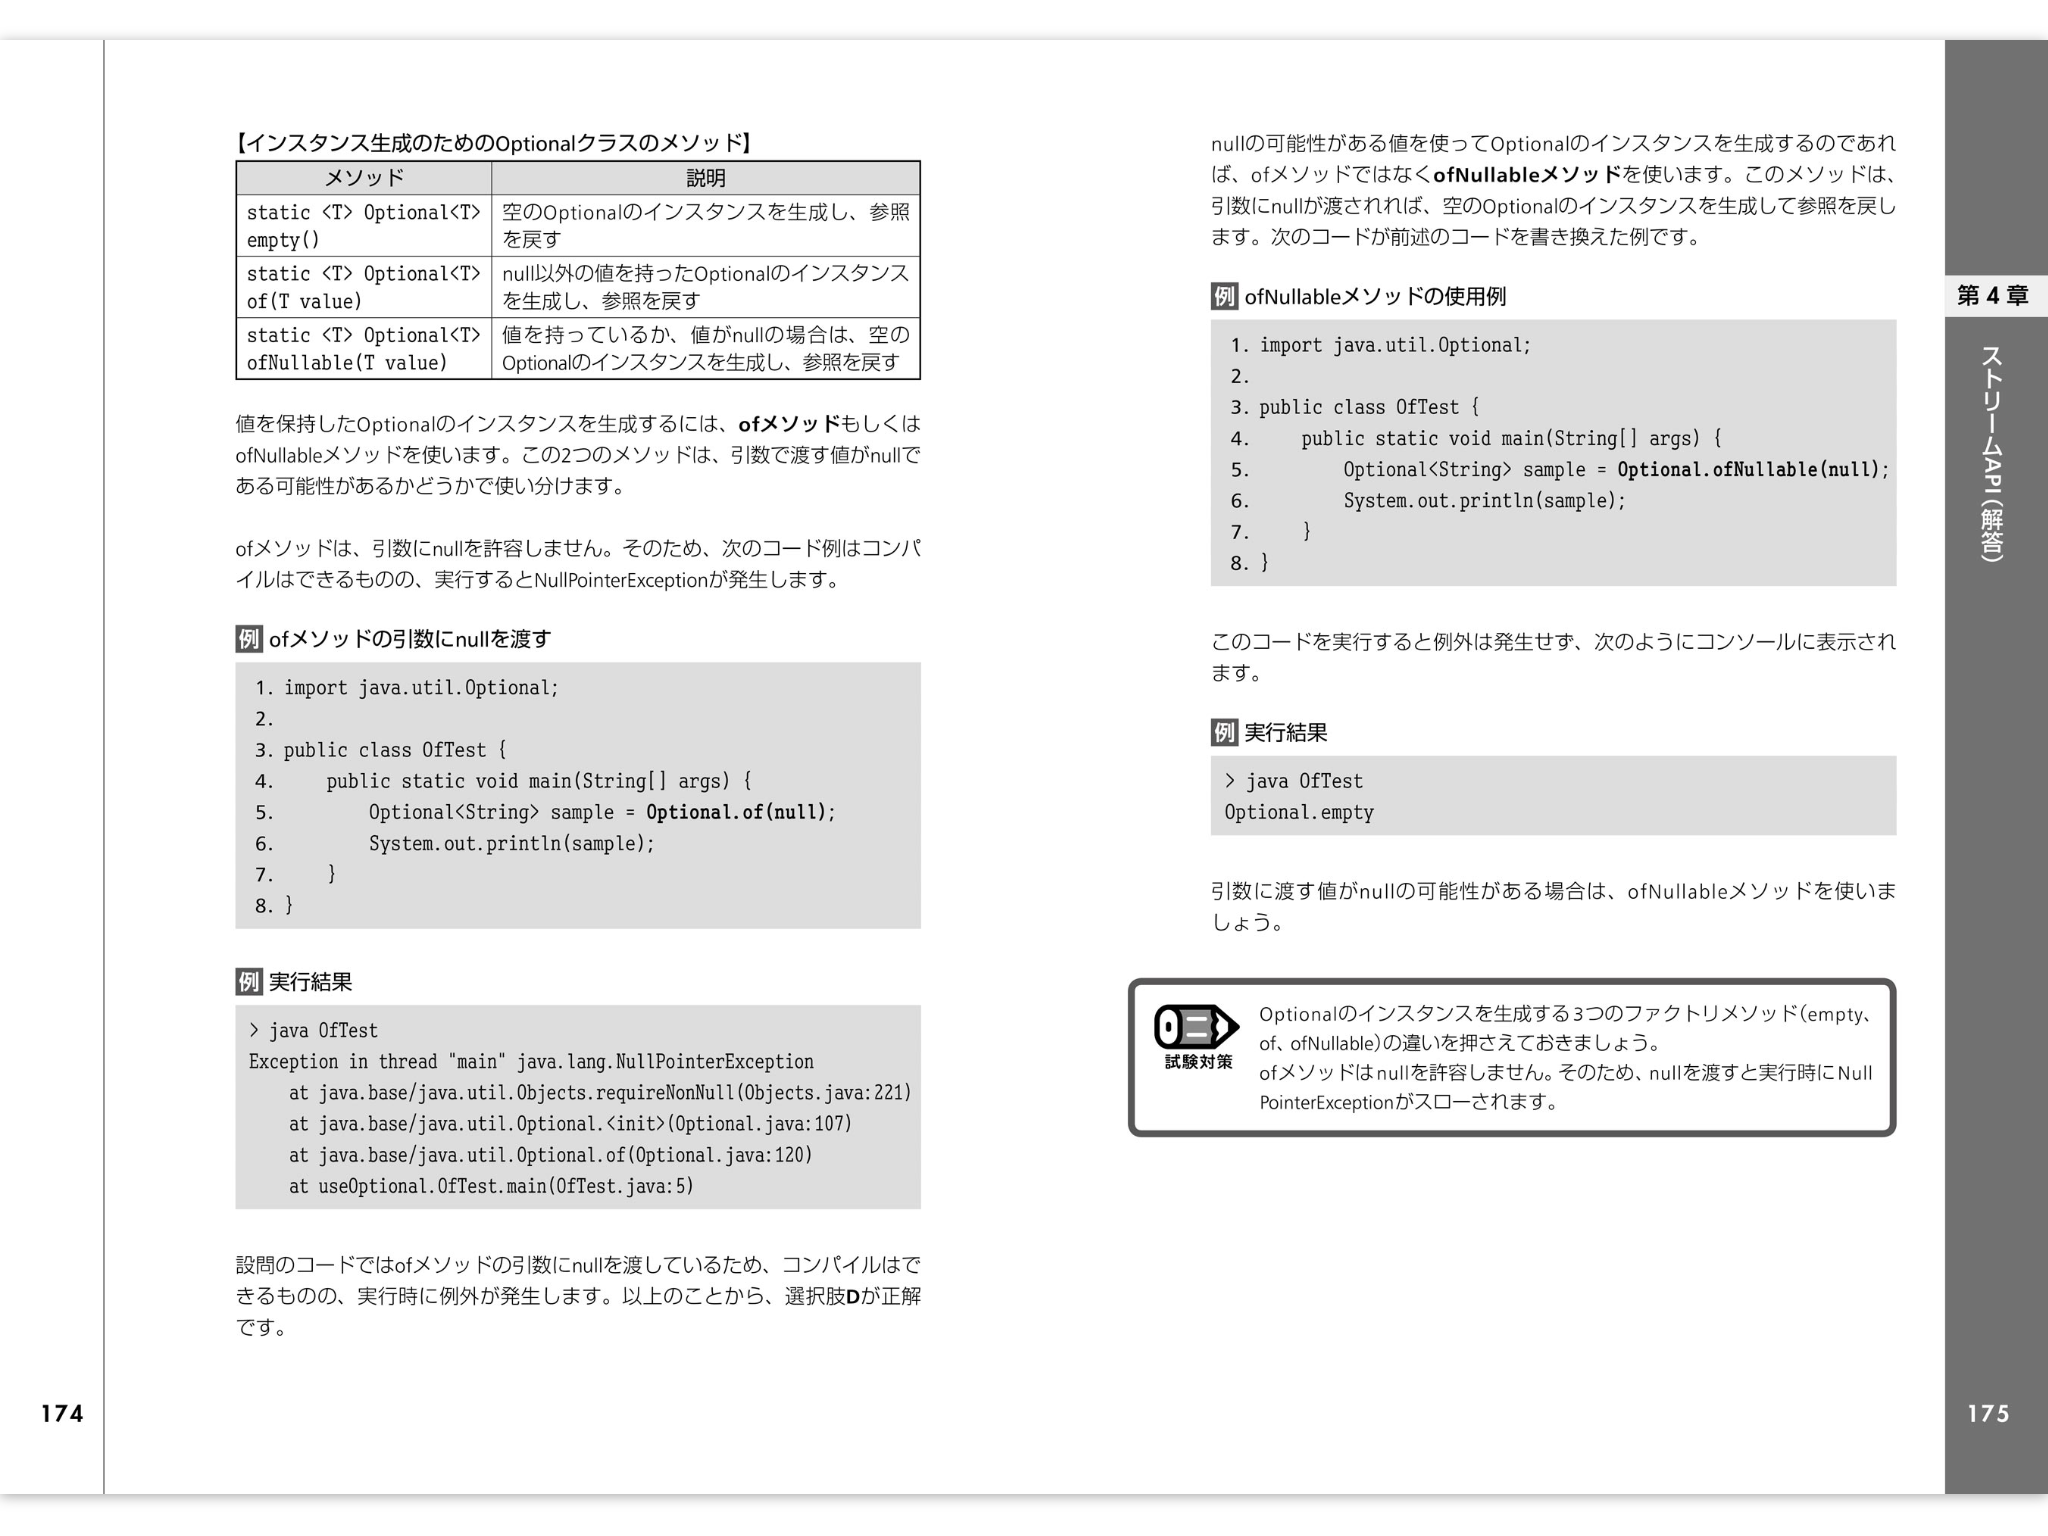 【インスタンス生成のためのOptionalクラスのメソッド】
メソッド 説明
static <T> Optional<T> 空のOptionalのインスタンスを生成し、参照
empty() を戻す
static <T> Optional<T> null以外の値を持ったOptionalのインスタンス
of(T value) を生成し、参照を戻す
static <T> Optional<T> 値を持っているか、値がnullの場合は、空の
ofNullable(T value) Optionalのインスタンスを生成し、参照を戻す
値を保持したOptionalのインスタンスを生成するには、ofメソッドもしくは
ofNullableメソッドを使います。この2つのメソッドは、引数で渡す値がnullで
ある可能性があるかどうかで使い分けます。
ofメソッドは、引数にnullを許容しません。そのため、次のコード例はコンパ
イルはできるものの、実行するとNullPointerExceptionが発生します。
例 ofメソッドの引数にnullを渡す
1. import java.util.Optional;
2.
3. public class OfTest {
4.     public static void main(String[] args) {
5.         Optional<String> sample = Optional.of(null);
6.         System.out.println(sample);
7.     }
8. }
例 実行結果
> java OfTest
Exception in thread "main" java.lang.NullPointerException
    at java.base/java.util.Objects.requireNonNull(Objects.java:221)
    at java.base/java.util.Optional.<init>(Optional.java:107)
    at java.base/java.util.Optional.of(Optional.java:120)
    at useOptional.OfTest.main(OfTest.java:5)
設問のコードではofメソッドの引数にnullを渡しているため、コンパイルはで
きるものの、実行時に例外が発生します。以上のことから、選択肢Dが正解
です。
174
nullの可能性がある値を使ってOptionalのインスタンスを生成するのであれ
ば、ofメソッドではなくofNullableメソッドを使います。このメソッドは、
引数にnullが渡されれば、空のOptionalのインスタンスを生成して参照を戻し
ます。次のコードが前述のコードを書き換えた例です。
例 ofNullableメソッドの使用例
1. import java.util.Optional;
2.
3. public class OfTest {
4.     public static void main(String[] args) {
5.         Optional<String> sample = Optional.ofNullable(null);
6.         System.out.println(sample);
7.     }
8. }
このコードを実行すると例外は発生せず、次のようにコンソールに表示され
ます。
例 実行結果
> java OfTest
Optional.empty
引数に渡す値がnullの可能性がある場合は、ofNullableメソッドを使いま
しょう。
試験対策
Optionalのインスタンスを生成する3つのファクトリメソッド(empty、
of、ofNullable)の違いを押さえておきましょう。
ofメソッドはnullを許容しません。そのため、nullを渡すと実行時にNull
PointerExceptionがスローされます。
第4章
ストリームAPI(解答)
175